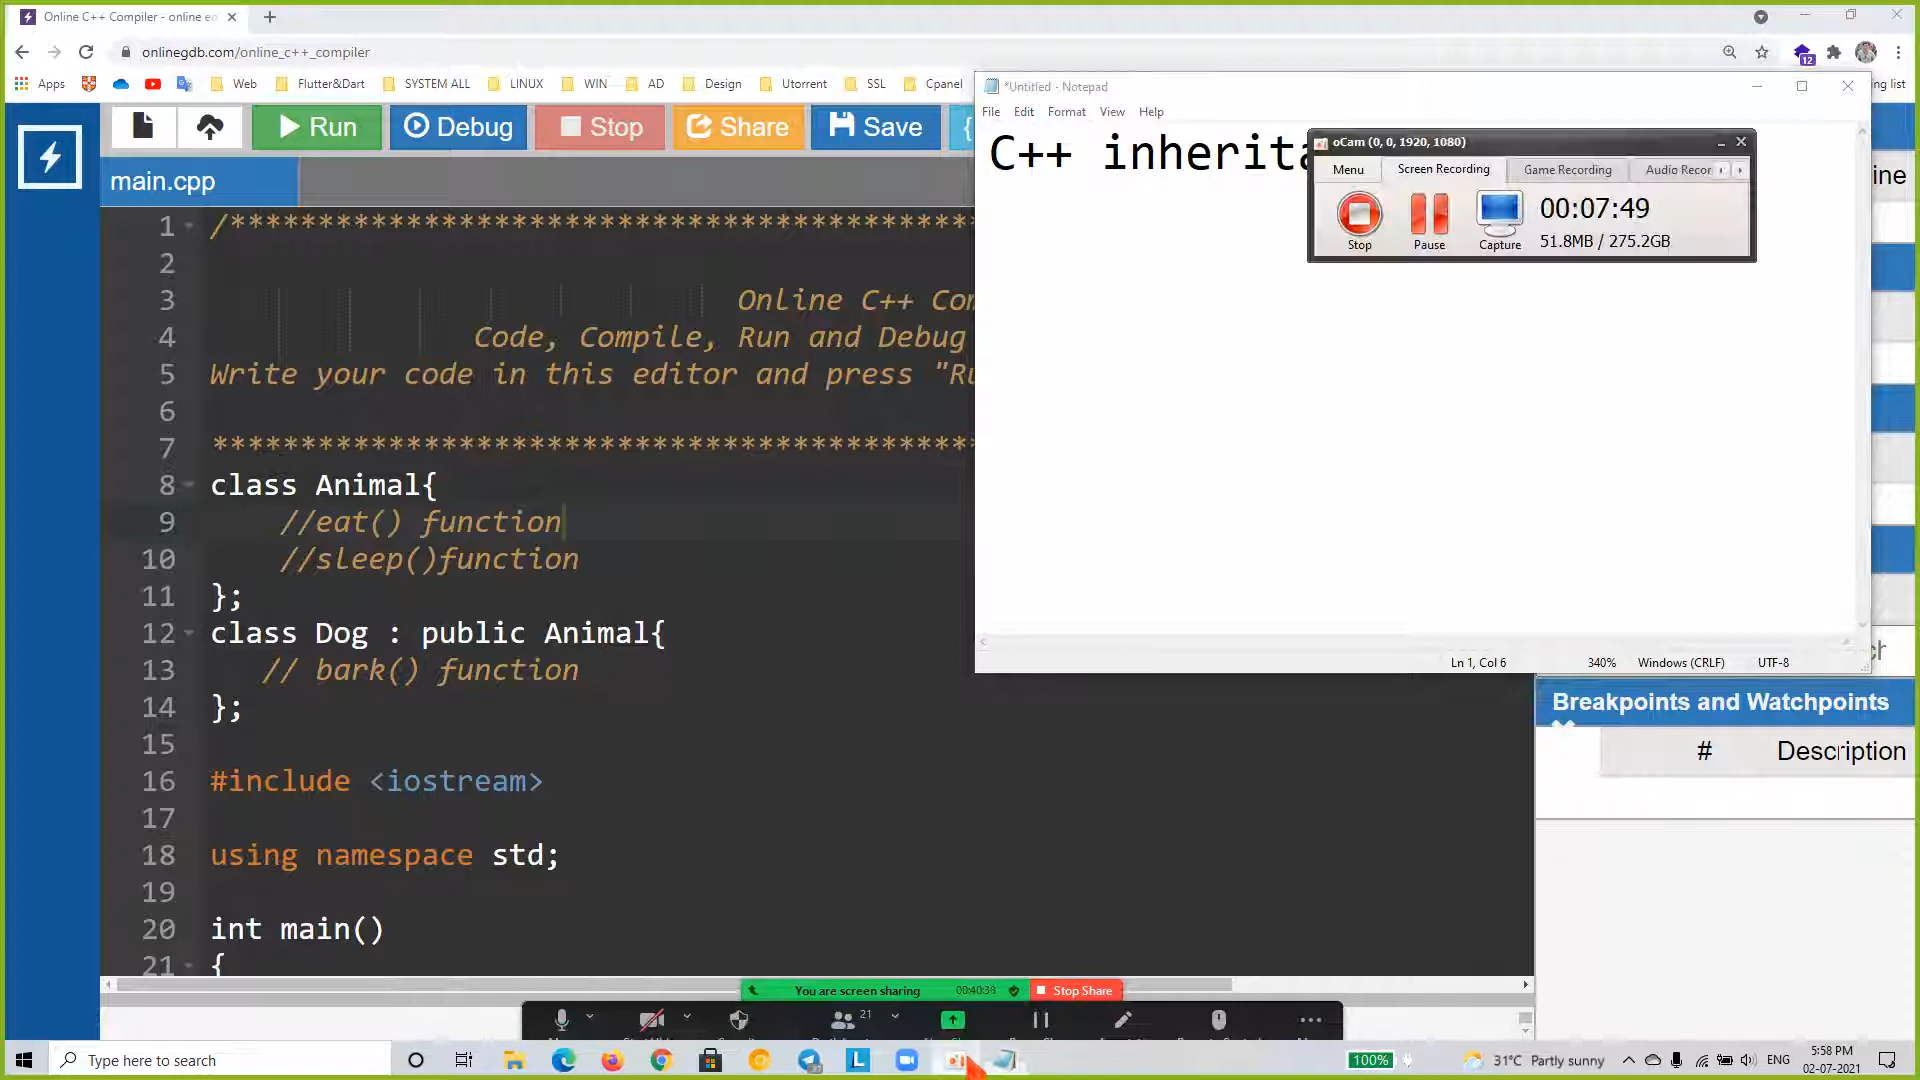 Online C++ Compiler - online e
onlinegdb.com/online_c++_compiler
12
Apps
Web
Flutter&Dart
SYSTEM ALL
LINUX
WIN
AD
Design
Utorrent
SSL
Cpanel
ng list
Run
Debug
Stop
Share
Save
{
main.cpp
1 /*******************************************
2
3 Online C++ Com
4 Code, Compile, Run and Debug
5 Write your code in this editor and press "Ru
6
7 *******************************************
8 class Animal{
9 //eat() function
10 //sleep()function
11 };
12 class Dog : public Animal{
13 // bark() function
14 };
15
16 #include <iostream>
17
18 using namespace std;
19
20 int main()
21 {
*Untitled - Notepad
File Edit Format View Help
C++ inherita
oCam (0, 0, 1920, 1080)
Menu
Screen Recording
Game Recording
Audio Recor
Stop
Pause
Capture
00:07:49
51.8MB / 275.2GB
ine
Ln 1, Col 6
340%
Windows (CRLF)
UTF-8
Breakpoints and Watchpoints
#
Description
You are screen sharing
00:40:38
Stop Share
21
Type here to search
L
100%
31°C Partly sunny
ENG
5:58 PM
02-07-2021